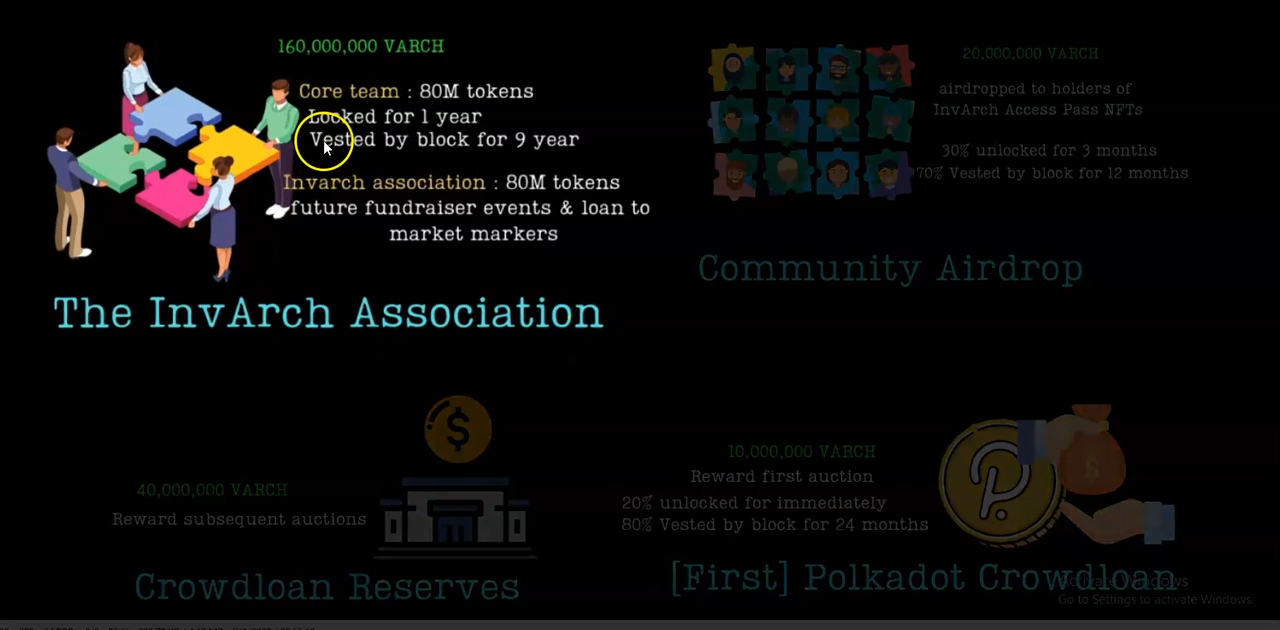 160,000,000 VARCH
Core team : 80M tokens
Locked for 1 year
Vested by block for 9 year
Invarch association : 80M tokens
future fundraiser events & loan to
market markers
The InvArch Association
20,000,000 VARCH
airdropped to holders of
InvArch Access Pass NFTs
30% unlocked for 3 months
70% Vested by block for 12 months
Community Airdrop
40,000,000 VARCH
Reward subsequent auctions
Crowdloan Reserves
10,000,000 VARCH
Reward first auction
20% unlocked for immediately
80% Vested by block for 24 months
[First] Polkadot Crowdloan
Activate Windows
Go to Settings to activate Windows.